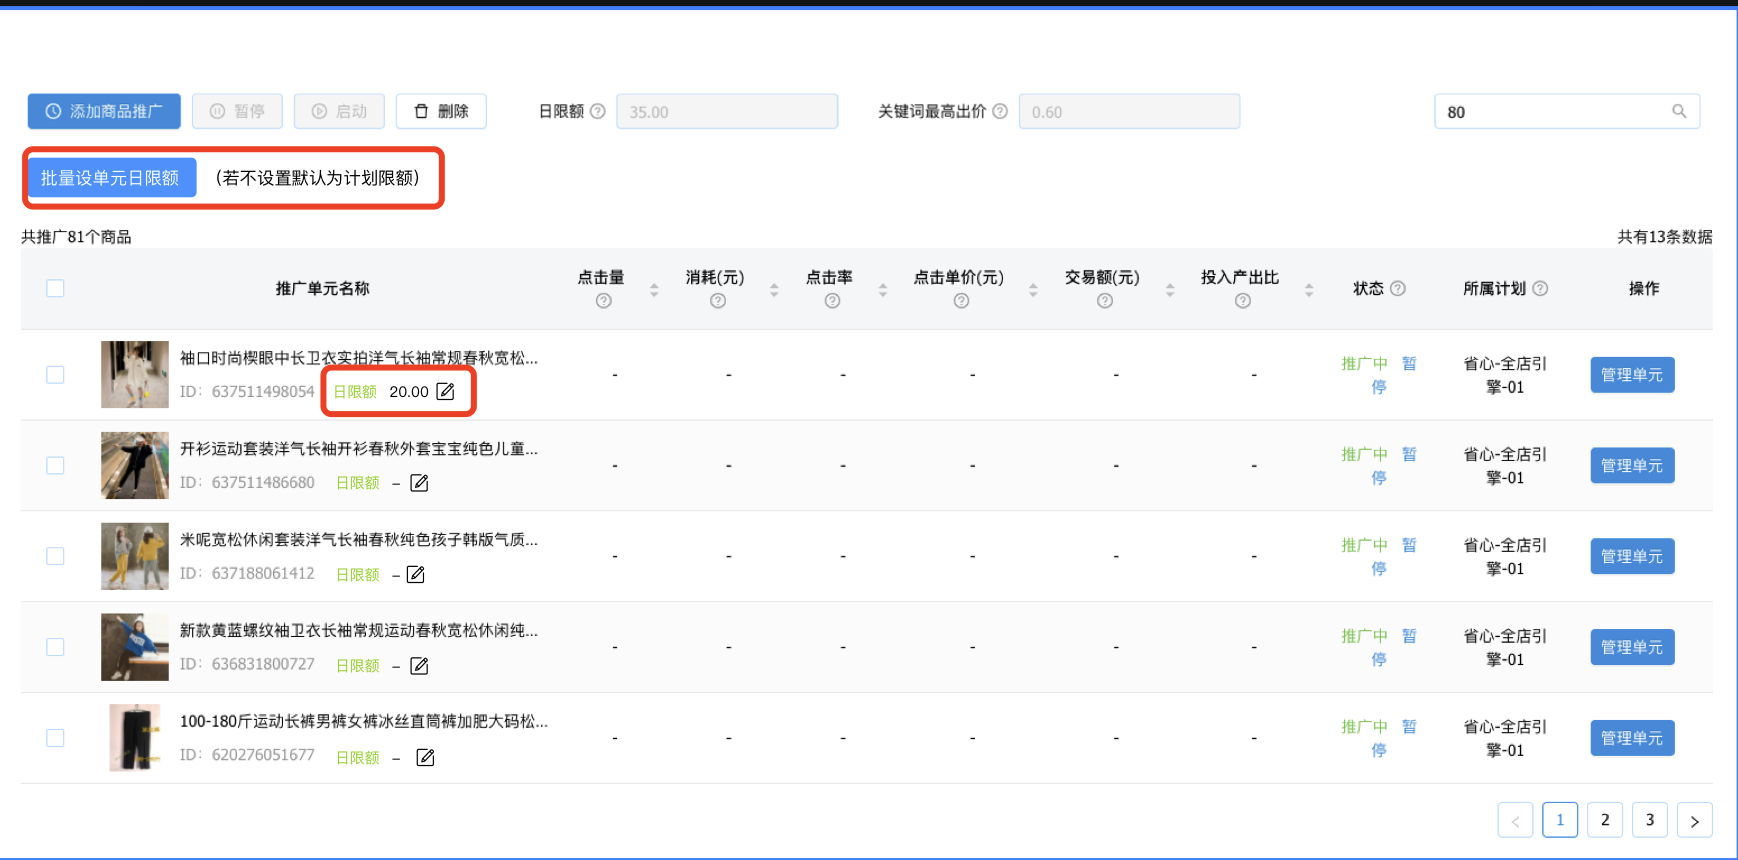 添加商品推广 暂停 启动 删除 日限额 35.00 关键词最高出价 0.60 80
批量设单元日限额 （若不设置默认为计划限额）
共推广81个商品 共有13条数据
推广单元名称 点击量 消耗(元) 点击率 点击单价(元) 交易额(元) 投入产出比 状态 所属计划 操作
袖口时尚楔眼中长卫衣实拍洋气长袖常规春秋宽松...
ID: 637511498054 日限额 20.00
- - - - - - 推广中 暂停 省心-全店引擎-01 管理单元
开衫运动套装洋气长袖开衫春秋外套宝宝纯色儿童...
ID: 637511486680 日限额 –
- - - - - - 推广中 暂停 省心-全店引擎-01 管理单元
米呢宽松休闲套装洋气长袖春秋纯色孩子韩版气质...
ID: 637188061412 日限额 –
- - - - - - 推广中 暂停 省心-全店引擎-01 管理单元
新款黄蓝螺纹袖卫衣长袖常规运动春秋宽松休闲纯...
ID: 636831800727 日限额 –
- - - - - - 推广中 暂停 省心-全店引擎-01 管理单元
100-180斤运动长裤男裤女裤冰丝直筒裤加肥大码松...
ID: 620276051677 日限额 –
- - - - - - 推广中 暂停 省心-全店引擎-01 管理单元
< 1 2 3 >